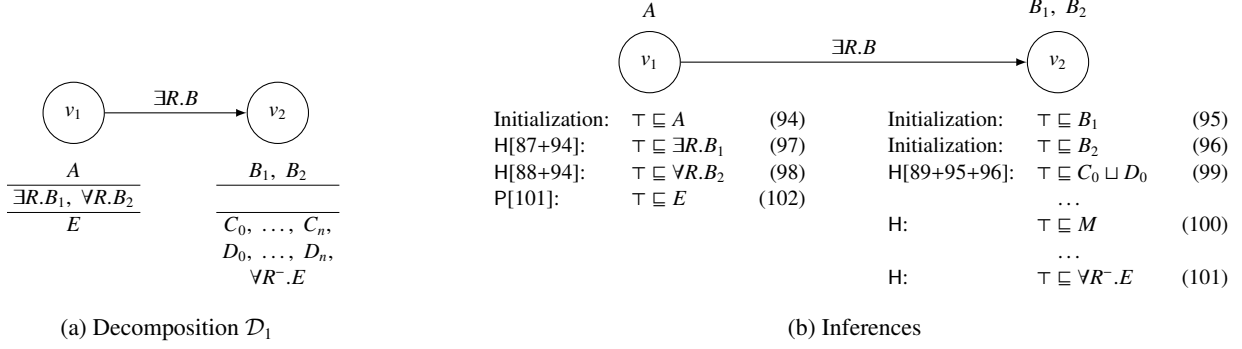 ∃R.B
v₁
v₂
A
B₁, B₂
∃R.B₁, ∀R.B₂
E
C₀, …, Cₙ,
D₀, …, Dₙ,
∀R⁻.E
(a) Decomposition 𝒟₁
A
B₁, B₂
∃R.B
v₁
v₂
Initialization: ⊤ ⊑ A (94)
H[87+94]: ⊤ ⊑ ∃R.B₁ (97)
H[88+94]: ⊤ ⊑ ∀R.B₂ (98)
P[101]: ⊤ ⊑ E (102)
Initialization: ⊤ ⊑ B₁ (95)
Initialization: ⊤ ⊑ B₂ (96)
H[89+95+96]: ⊤ ⊑ C₀ ⊔ D₀ (99)
…
H: ⊤ ⊑ M (100)
…
H: ⊤ ⊑ ∀R⁻.E (101)
(b) Inferences